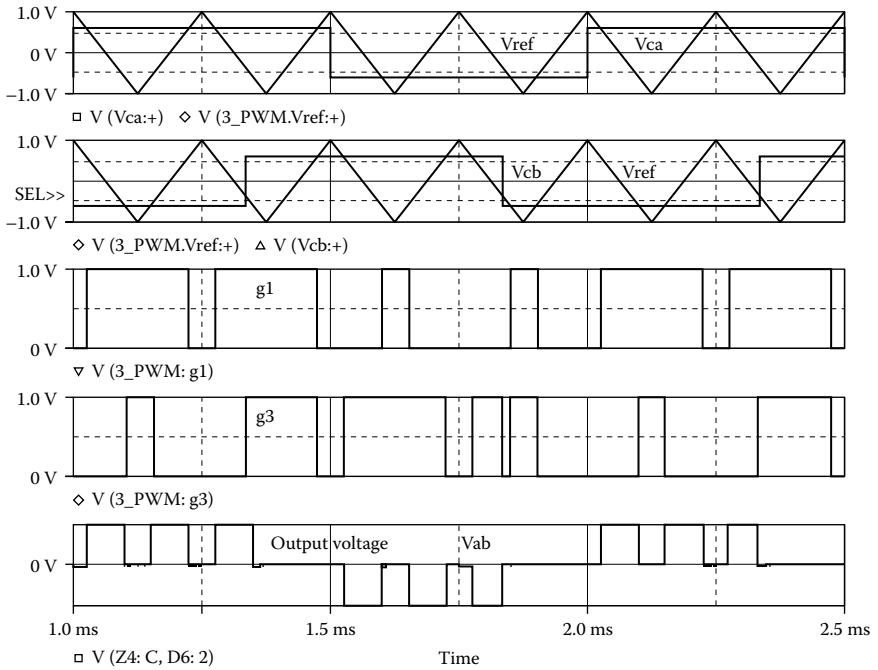 1.0 V
0 V
−1.0 V
Vref
Vca
V (Vca:+) V (3_PWM.Vref:+)
1.0 V
SEL>>
−1.0 V
Vcb
Vref
V (3_PWM.Vref:+) V (Vcb:+)
1.0 V
0 V
g1
V (3_PWM: g1)
1.0 V
0 V
g3
V (3_PWM: g3)
0 V
Output voltage
Vab
1.0 ms 1.5 ms 2.0 ms 2.5 ms
V (Z4: C, D6: 2)
Time